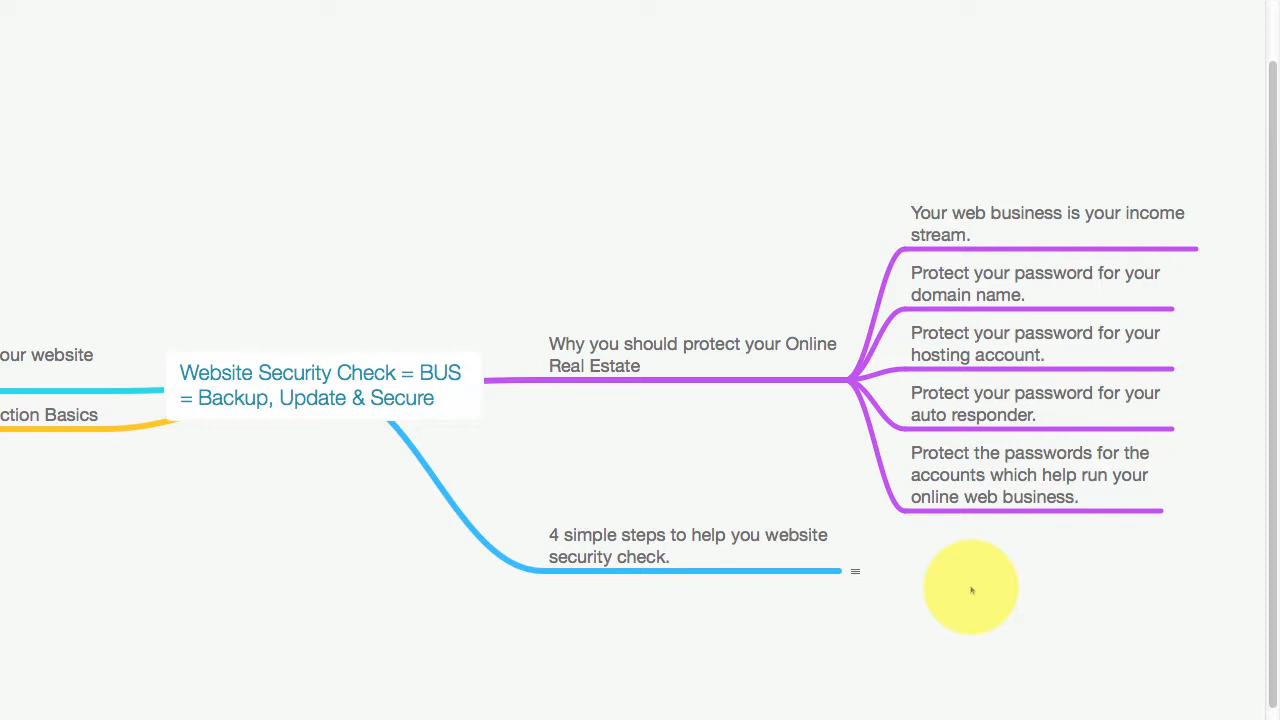 our website
ction Basics
Website Security Check = BUS
= Backup, Update & Secure
Why you should protect your Online
Real Estate
Your web business is your income
stream.
Protect your password for your
domain name.
Protect your password for your
hosting account.
Protect your password for your
auto responder.
Protect the passwords for the
accounts which help run your
online web business.
4 simple steps to help you website
security check.